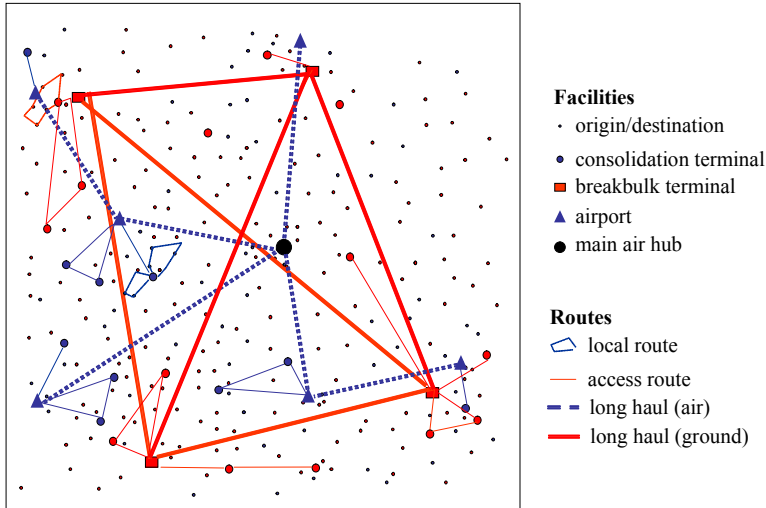 Facilities
origin/destination
consolidation terminal
breakbulk terminal
airport
main air hub
Routes
local route
access route
long haul (air)
long haul (ground)